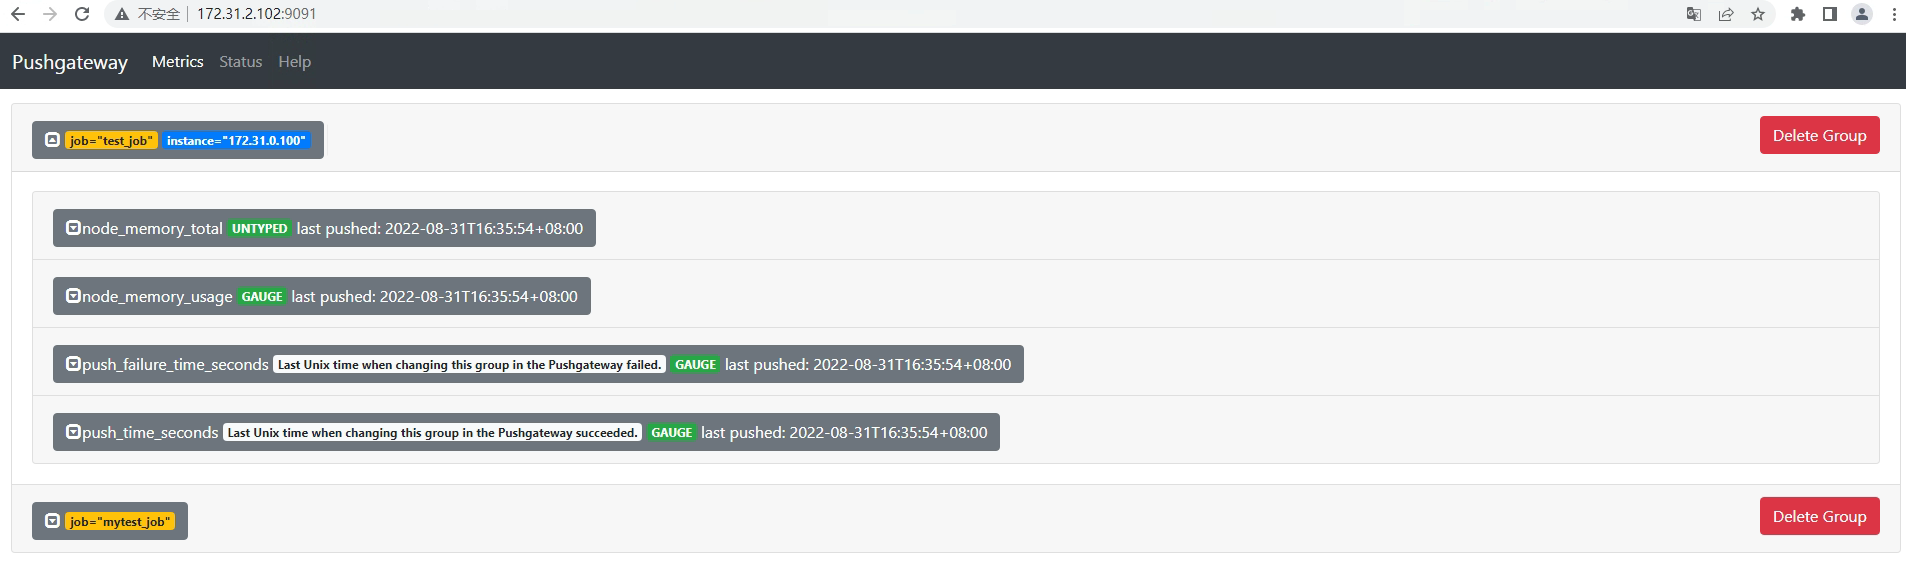 不安全 172.31.2.102:9091
Pushgateway Metrics Status Help
job="test_job" instance="172.31.0.100" Delete Group
node_memory_total UNTYPED last pushed: 2022-08-31T16:35:54+08:00
node_memory_usage GAUGE last pushed: 2022-08-31T16:35:54+08:00
push_failure_time_seconds Last Unix time when changing this group in the Pushgateway failed. GAUGE last pushed: 2022-08-31T16:35:54+08:00
push_time_seconds Last Unix time when changing this group in the Pushgateway succeeded. GAUGE last pushed: 2022-08-31T16:35:54+08:00
job="mytest_job" Delete Group